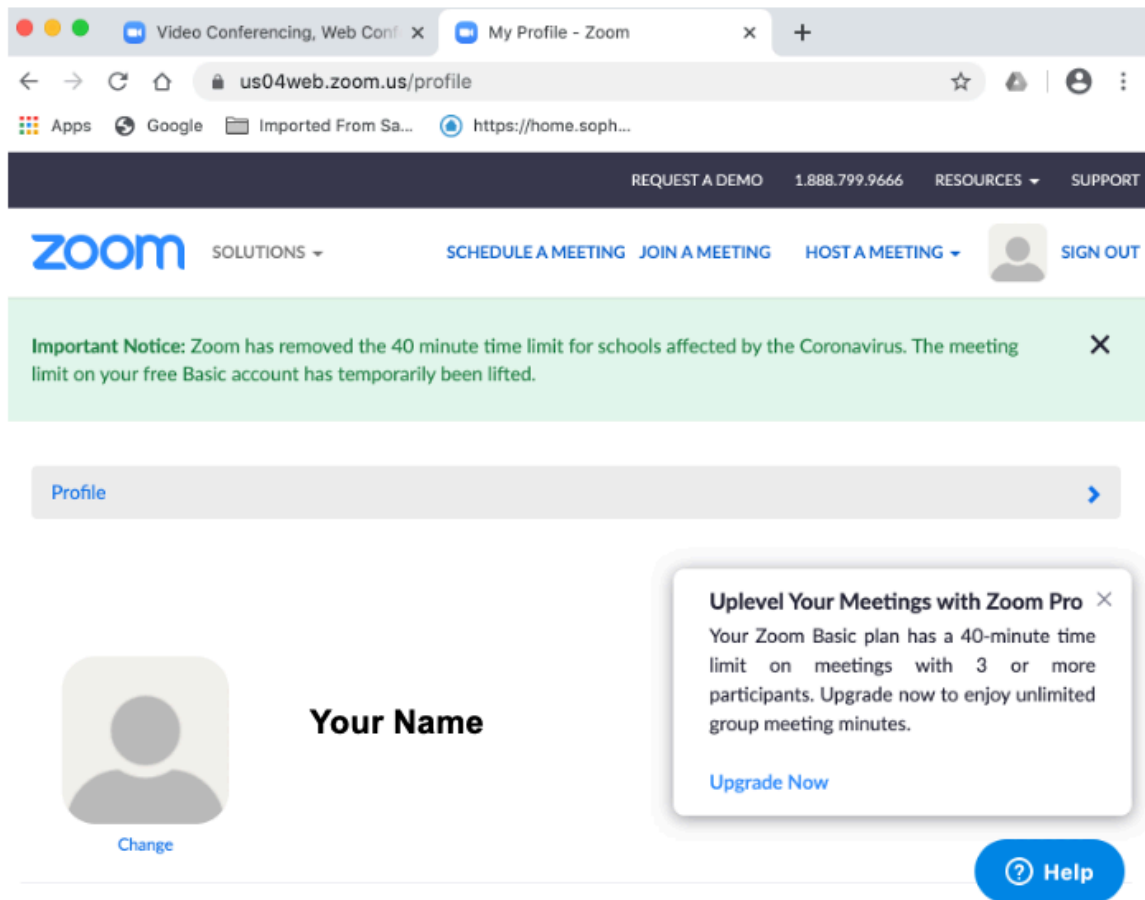 Video Conferencing, Web Conf
My Profile - Zoom
us04web.zoom.us/profile
Apps Google Imported From Sa... https://home.soph...
REQUEST A DEMO 1.888.799.9666 RESOURCES SUPPORT
zoom SOLUTIONS SCHEDULE A MEETING JOIN A MEETING HOST A MEETING SIGN OUT
Important Notice: Zoom has removed the 40 minute time limit for schools affected by the Coronavirus. The meeting
limit on your free Basic account has temporarily been lifted.
Profile
Uplevel Your Meetings with Zoom Pro
Your Zoom Basic plan has a 40-minute time
limit on meetings with 3 or more
participants. Upgrade now to enjoy unlimited
group meeting minutes.
Upgrade Now
Your Name
Change
Help